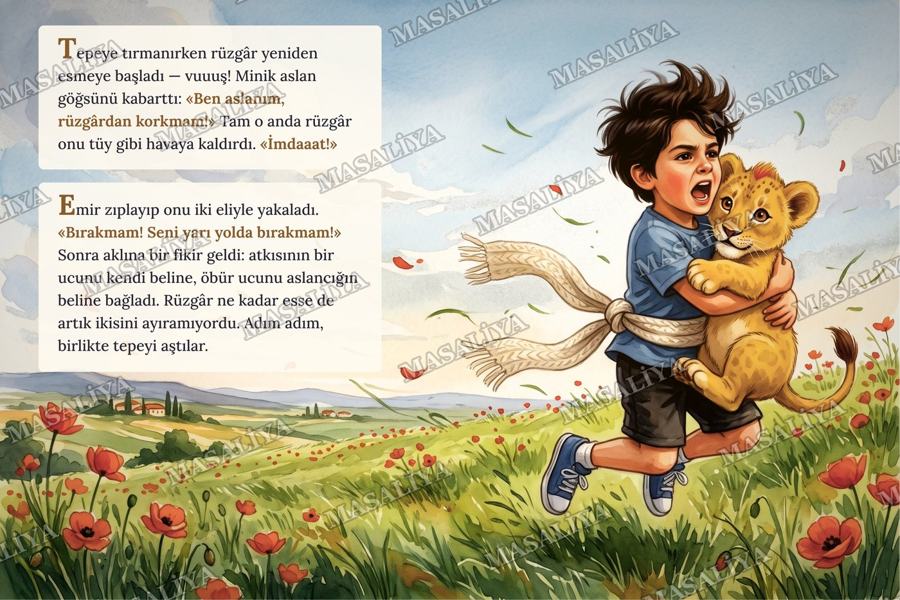 Tepeye tırmanırken rüzgâr yeniden
esmeye başladı — vuuuş! Minik aslan
göğsünü kabarttı: «Ben aslanım,
rüzgârdan korkmam!» Tam o anda rüzgâr
onu tüy gibi havaya kaldırdı. «İmdaaat!»
Emir zıplayıp onu iki eliyle yakaladı.
«Bırakmam! Seni yarı yolda bırakmam!»
Sonra aklına bir fikir geldi: atkısının bir
ucunu kendi beline, öbür ucunu aslancığın
beline bağladı. Rüzgâr ne kadar esse de
artık ikisini ayıramıyordu. Adım adım,
birlikte tepeyi aştılar.
MASALİYA